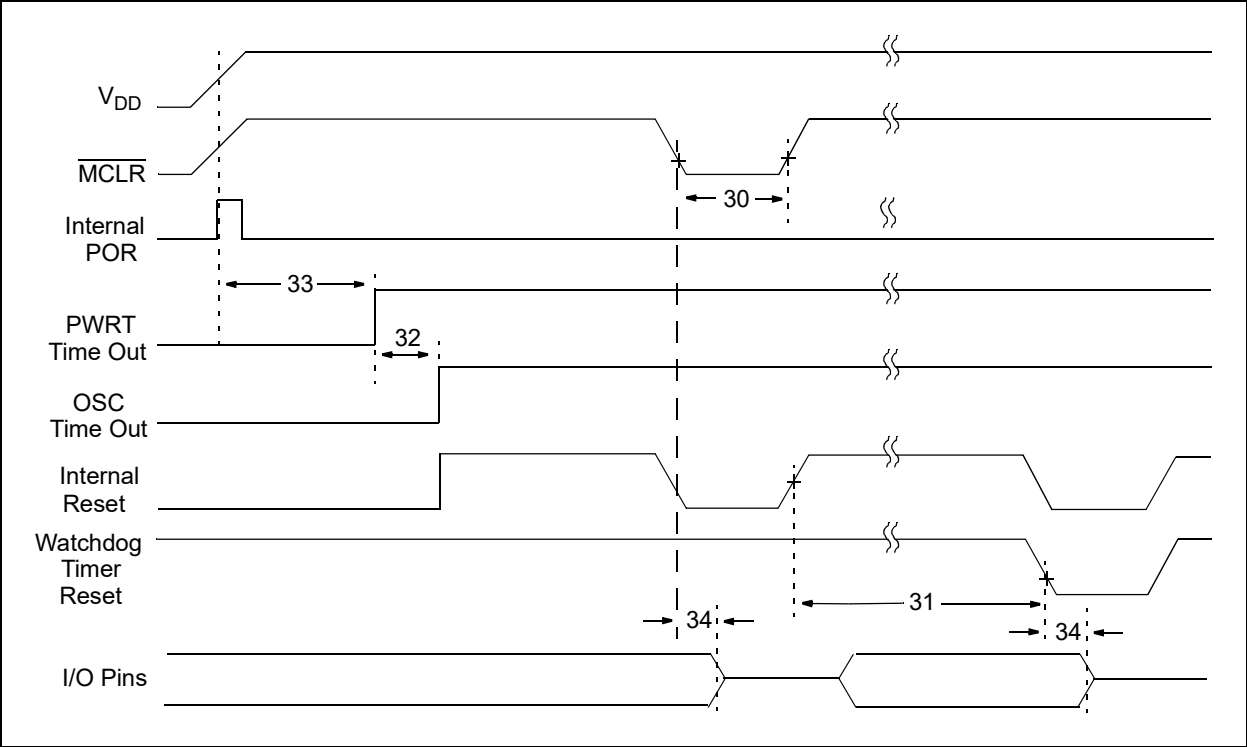 VDD
MCLR
30
Internal
POR
33
PWRT
Time Out
32
OSC
Time Out
Internal
Reset
Watchdog
Timer
Reset
31
34
34
I/O Pins